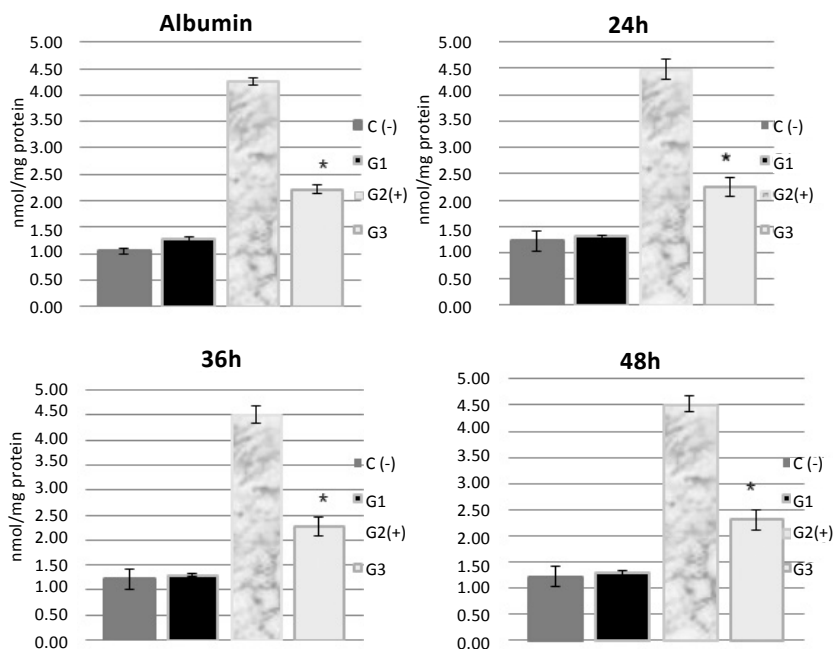 Albumin
nmol/mg protein
5.00
4.50
4.00
3.50
3.00
2.50
2.00
1.50
1.00
0.50
0.00
*
C (-)
G1
G2(+)
G3
24h
nmol/mg protein
5.00
4.50
4.00
3.50
3.00
2.50
2.00
1.50
1.00
0.50
0.00
*
C (-)
G1
G2(+)
G3
36h
nmol/mg protein
5.00
4.50
4.00
3.50
3.00
2.50
2.00
1.50
1.00
0.50
0.00
*
C (-)
G1
G2(+)
G3
48h
5.00
4.50
4.00
3.50
3.00
2.50
2.00
1.50
1.00
0.50
0.00
*
C (-)
G1
G2(+)
G3